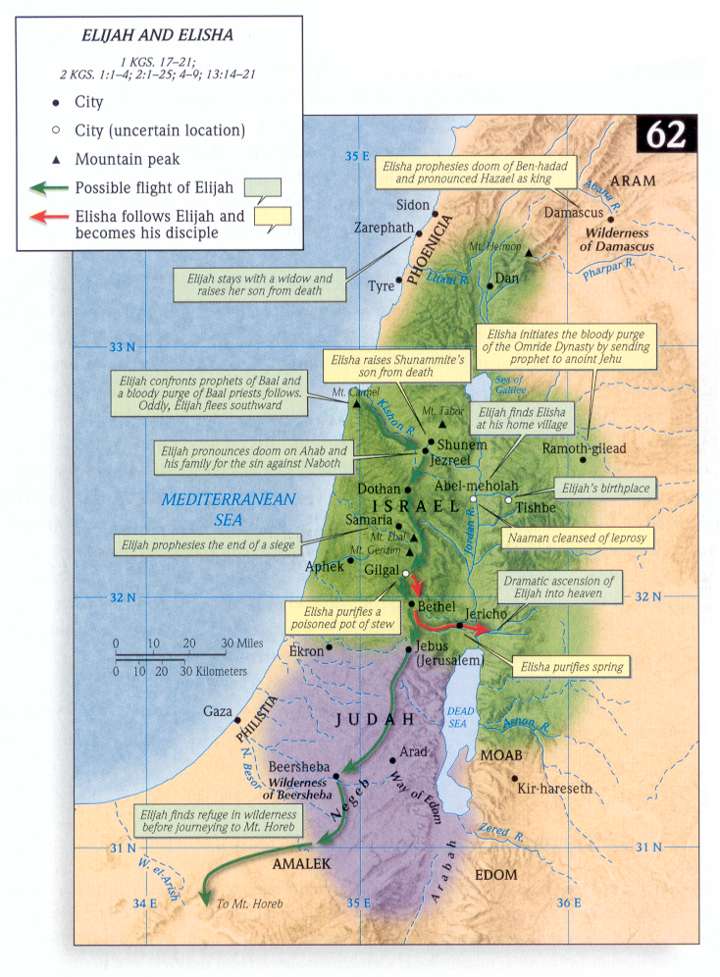 ELIJAH AND ELISHA
1 KGS. 17–21;
2 KGS. 1:1–4; 2:1–25; 4–9; 13:14–21
City
City (uncertain location)
Mountain peak
Possible flight of Elijah
Elisha follows Elijah and
becomes his disciple
62
35 E
36 E
Elisha prophesies doom of Ben-hadad
and pronounced Hazael as king
ARAM
Abana R.
Sidon
Damascus
Zarephath
PHOENICIA
Wilderness
of Damascus
Mt. Hermon
Pharpar R.
Elijah stays with a widow and
raises her son from death
Tyre
Litani R.
Dan
33 N
33 N
Elisha initiates the bloody purge
of the Omride Dynasty by sending
prophet to anoint Jehu
Elisha raises Shunammite's
son from death
Elijah confronts prophets of Baal and
a bloody purge of Baal priests follows.
Oddly, Elijah flees southward
Mt. Carmel
Sea of
Galilee
Kishon R.
Mt. Tabor
Elijah finds Elisha
at his home village
Shunem
Jezreel
Ramoth-gilead
Elijah pronounces doom on Ahab and
his family for the sin against Naboth
Dothan
Abel-meholah
Elijah's birthplace
MEDITERRANEAN
SEA
ISRAEL
Tishbe
Samaria
Jordan R.
Mt. Ebal
Naaman cleansed of leprosy
Elijah prophesies the end of a siege
Mt. Gerizim
Aphek
Gilgal
Dramatic ascension of
Elijah into heaven
32 N
32 N
Bethel
Jericho
Elisha purifies a
poisoned pot of stew
0 10 30 Miles
0 10 20 30 Kilometers
Ekron
Jebus
(Jerusalem)
Elisha purifies spring
Gaza
PHILISTIA
JUDAH
DEAD
SEA
Arnon R.
N. Besor
Arad
MOAB
Beersheba
Wilderness
of Beersheba
Negeb
Way of Edom
Kir-hareseth
Elijah finds refuge in wilderness
before journeying to Mt. Horeb
Zered R.
31 N
31 N
AMALEK
Arabah
EDOM
W. el-Arish
34 E
To Mt. Horeb
35 E
36 E